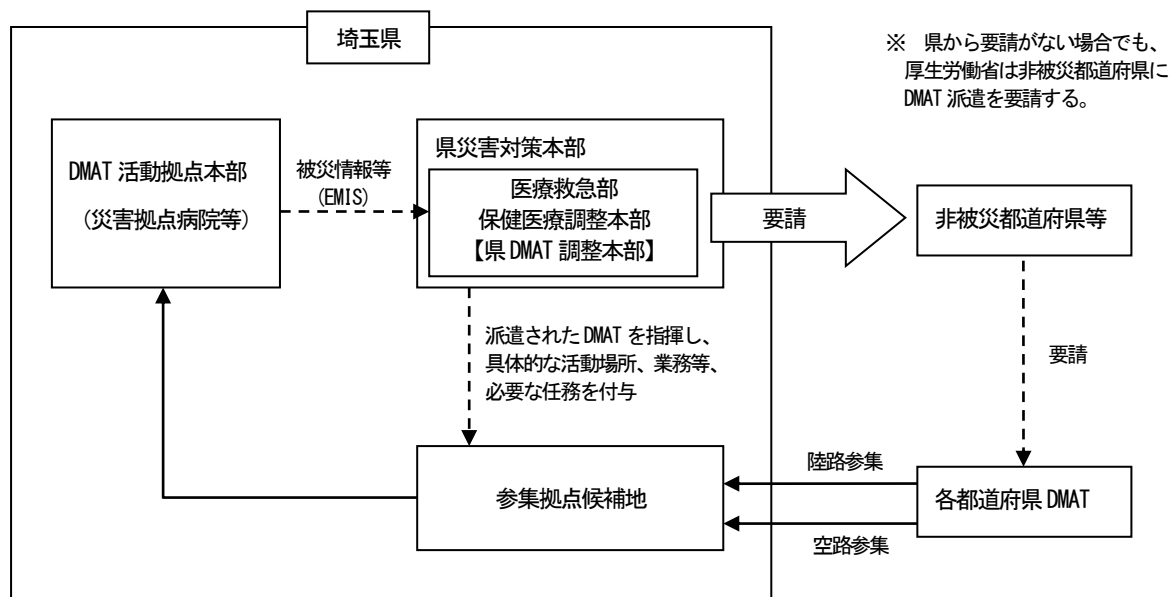 埼玉県
※ 県から要請がない場合でも、
厚生労働省は非被災都道府県に
DMAT 派遣を要請する。
DMAT 活動拠点本部
（災害拠点病院等）
被災情報等
(EMIS)
県災害対策本部
医療救急部
保健医療調整本部
【県 DMAT 調整本部】
要請
非被災都道府県等
派遣された DMAT を指揮し、
具体的な活動場所、業務等、
必要な任務を付与
要請
参集拠点候補地
陸路参集
空路参集
各都道府県 DMAT